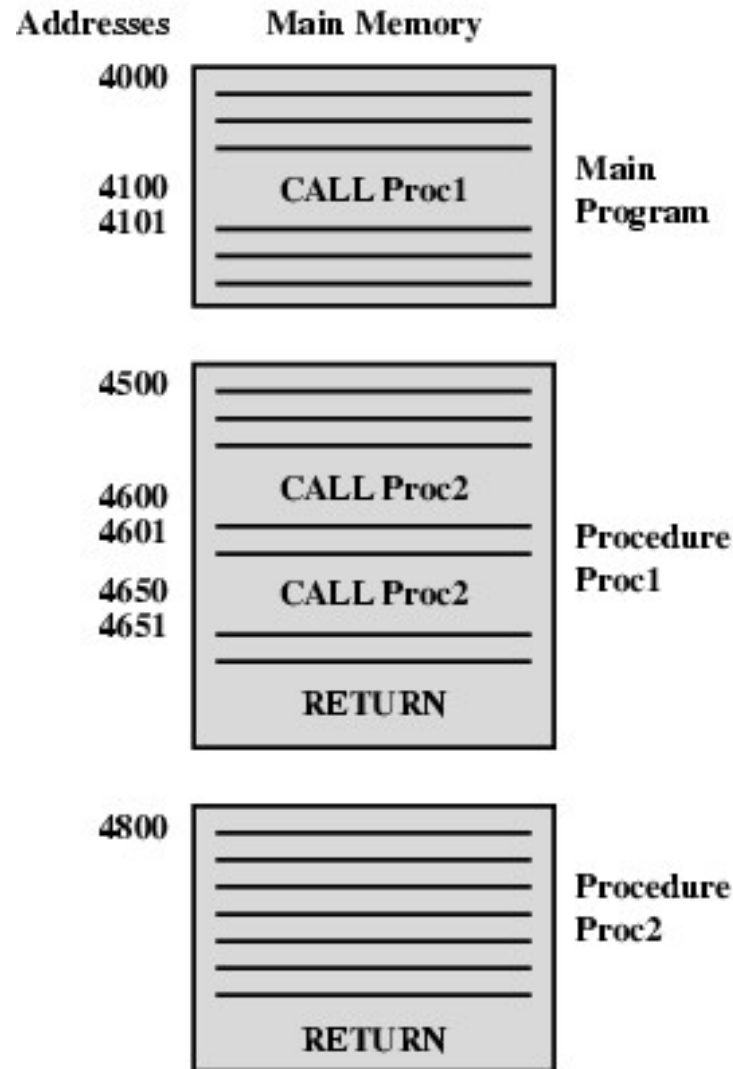 Addresses Main Memory
4000
4100 CALL Proc1
4101
Main
Program
4500
4600 CALL Proc2
4601
4650 CALL Proc2
4651
Procedure
Proc1
RETURN
4800
Procedure
Proc2
RETURN